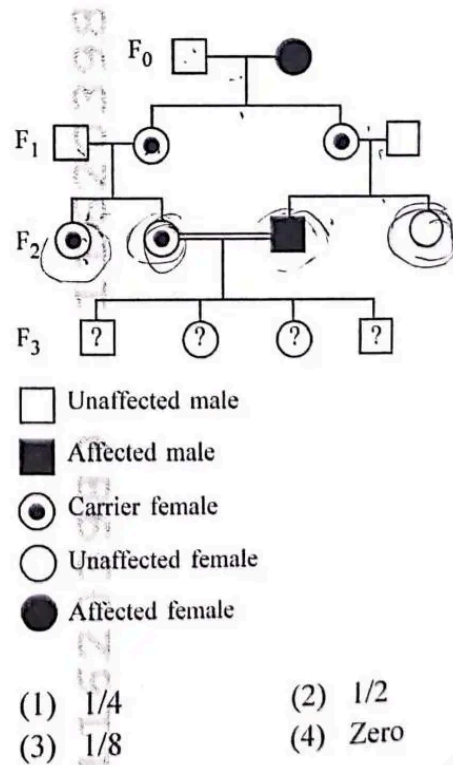 F₀
F₁
F₂
F₃ ? ? ? ?
Unaffected male
Affected male
Carrier female
Unaffected female
Affected female
(1) 1/4 (2) 1/2
(3) 1/8 (4) Zero